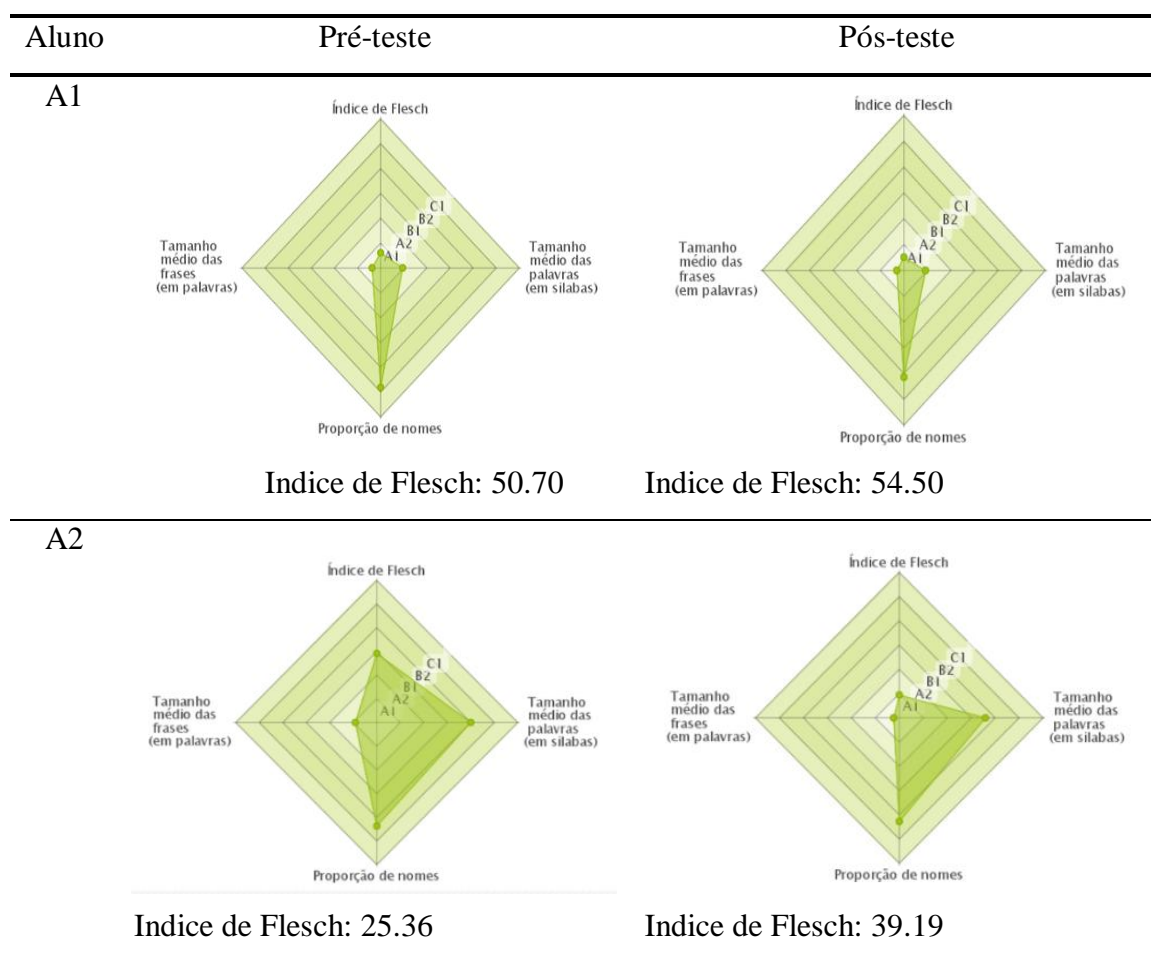 Aluno Pré-teste Pós-teste
A1
Índice de Flesch
C1
B2
B1
A2
A1
Tamanho
médio das
frases
(em palavras)
Tamanho
médio das
palavras
(em silabas)
Proporção de nomes
Indice de Flesch: 50.70
Índice de Flesch
C1
B2
B1
A2
A1
Tamanho
médio das
frases
(em palavras)
Tamanho
médio das
palavras
(em silabas)
Proporção de nomes
Indice de Flesch: 54.50
A2
Índice de Flesch
C1
B2
B1
A2
A1
Tamanho
médio das
frases
(em palavras)
Tamanho
médio das
palavras
(em silabas)
Proporção de nomes
Indice de Flesch: 25.36
Índice de Flesch
C1
B2
B1
A2
A1
Tamanho
médio das
frases
(em palavras)
Tamanho
médio das
palavras
(em silabas)
Proporção de nomes
Indice de Flesch: 39.19